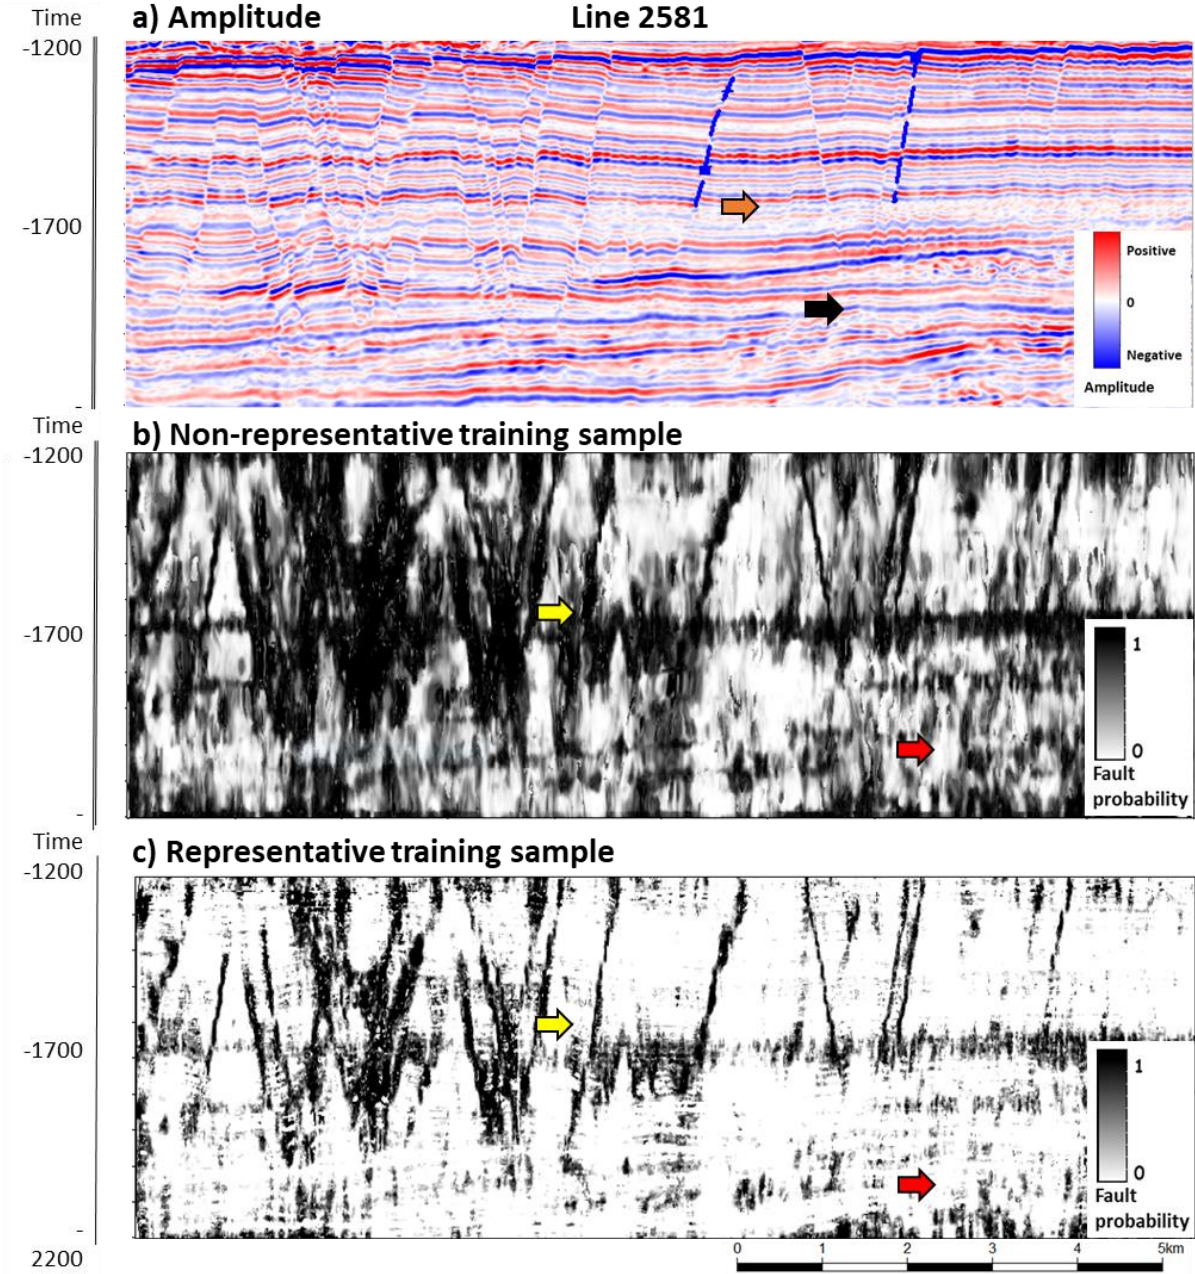 Time
a) Amplitude
Line 2581
-1200
-1700
Positive
0
Negative
Amplitude
-
Time
b) Non-representative training sample
-1200
-1700
1
0
Fault
probability
-
Time
c) Representative training sample
-1200
-1700
1
0
Fault
probability
-
2200
0 1 2 3 4 5km